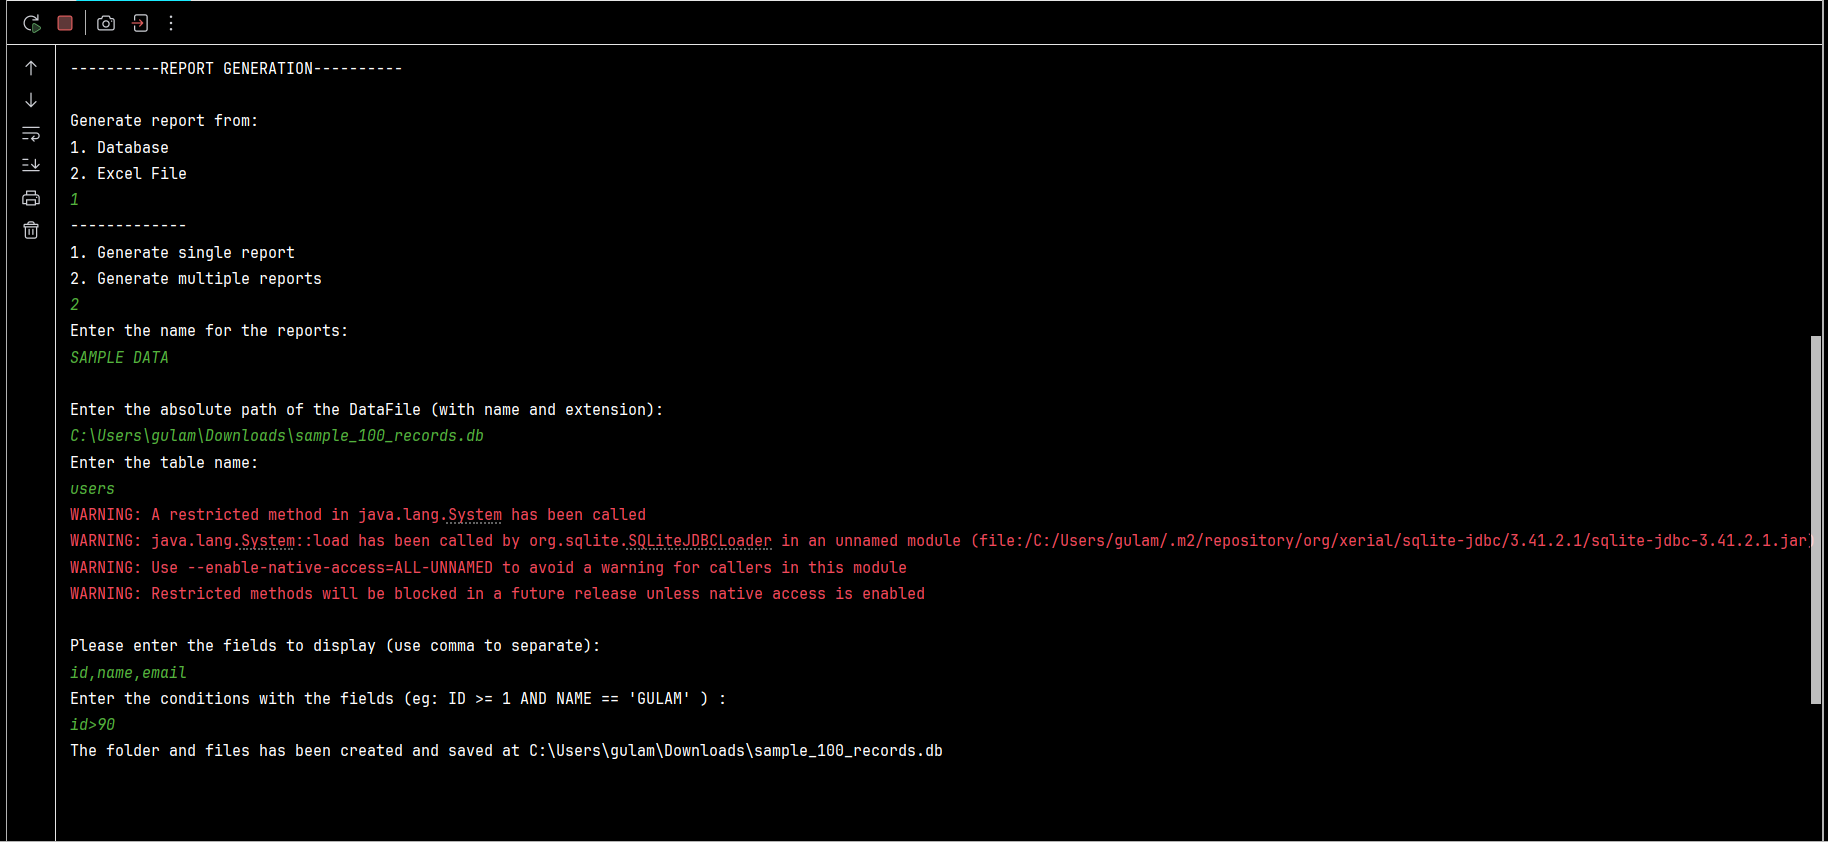 ----------REPORT GENERATION----------
Generate report from:
1. Database
2. Excel File
1
-------------
1. Generate single report
2. Generate multiple reports
2
Enter the name for the reports:
SAMPLE DATA
Enter the absolute path of the DataFile (with name and extension):
C:\Users\gulam\Downloads\sample_100_records.db
Enter the table name:
users
WARNING: A restricted method in java.lang.System has been called
WARNING: java.lang.System::load has been called by org.sqlite.SQLiteJDBCLoader in an unnamed module (file:/C:/Users/gulam/.m2/repository/org/xerial/sqlite-jdbc/3.41.2.1/sqlite-jdbc-3.41.2.1.jar)
WARNING: Use --enable-native-access=ALL-UNNAMED to avoid a warning for callers in this module
WARNING: Restricted methods will be blocked in a future release unless native access is enabled
Please enter the fields to display (use comma to separate):
id,name,email
Enter the conditions with the fields (eg: ID >= 1 AND NAME == 'GULAM' ) :
id>90
The folder and files has been created and saved at C:\Users\gulam\Downloads\sample_100_records.db